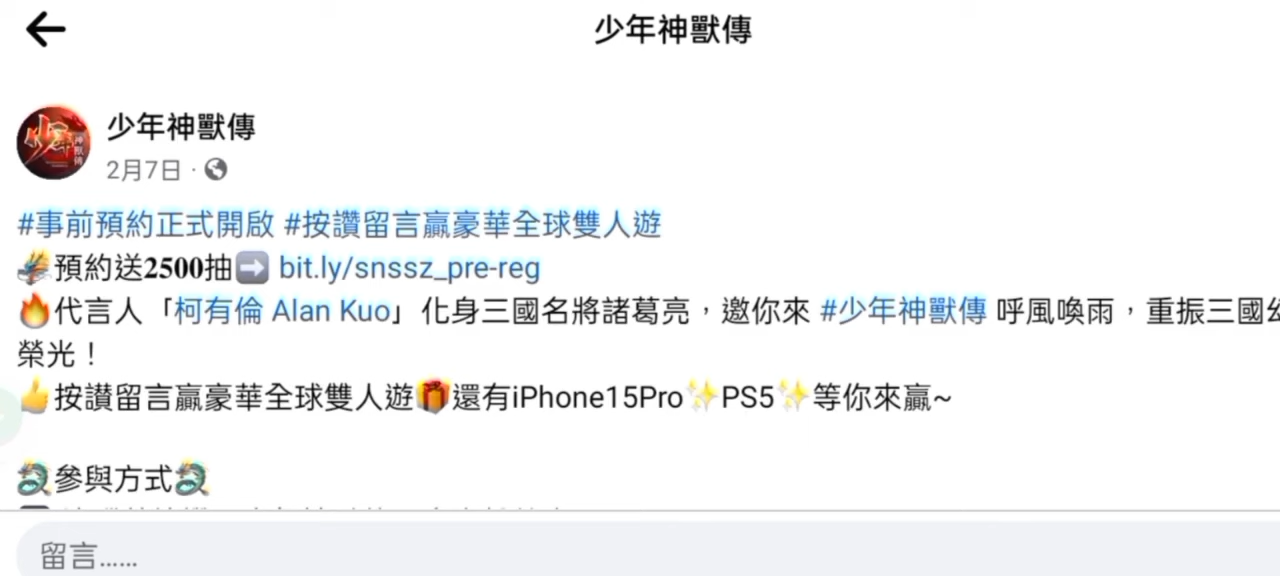 少年神獸傳
少年神獸傳
2月7日 ·
#事前預約正式開啟 #按讚留言贏豪華全球雙人遊
預約送2500抽➡️ bit.ly/snssz_pre-reg
🔥代言人「柯有倫 Alan Kuo」化身三國名將諸葛亮，邀你來 #少年神獸傳 呼風喚雨，重振三國
榮光！
👍按讚留言贏豪華全球雙人遊🎁還有iPhone15Pro✨PS5✨等你來贏~
🐉參與方式🐉
留言......